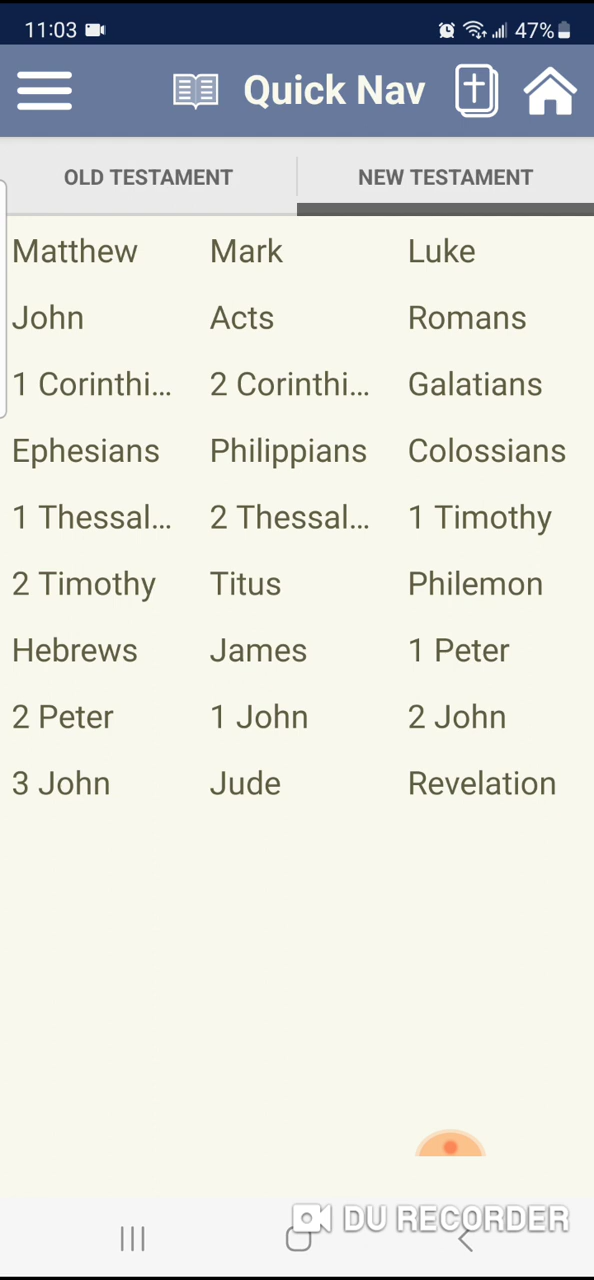 11:03 47%
Quick Nav
OLD TESTAMENT NEW TESTAMENT
Matthew Mark Luke
John Acts Romans
1 Corinthi... 2 Corinthi... Galatians
Ephesians Philippians Colossians
1 Thessal... 2 Thessal... 1 Timothy
2 Timothy Titus Philemon
Hebrews James 1 Peter
2 Peter 1 John 2 John
3 John Jude Revelation
DU RECORDER